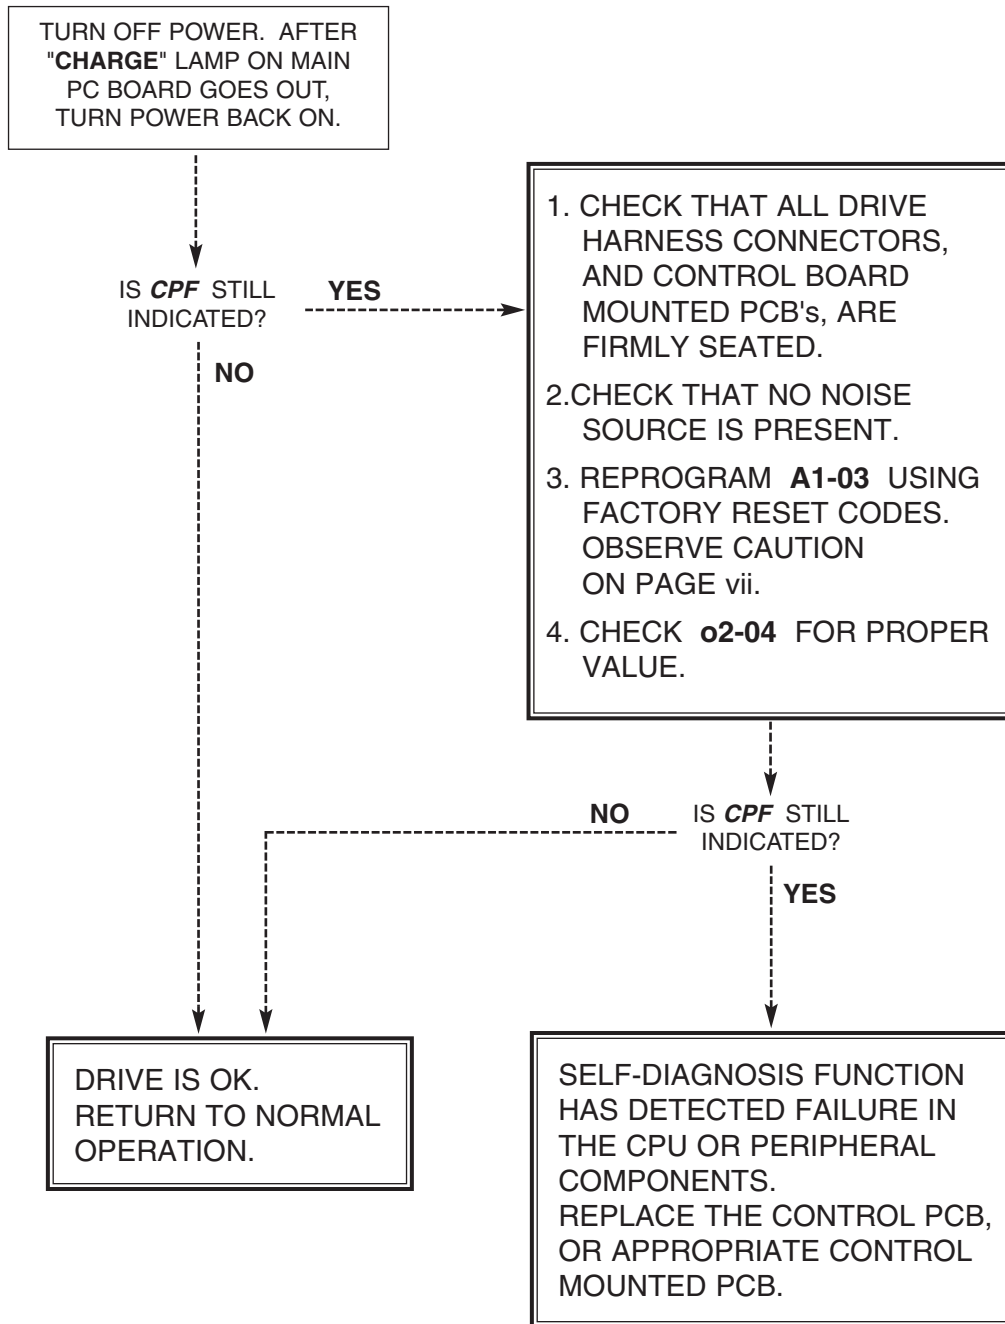 TURN OFF POWER. AFTER
"CHARGE" LAMP ON MAIN
PC BOARD GOES OUT,
TURN POWER BACK ON.
IS CPF STILL
INDICATED?
YES
NO
1. CHECK THAT ALL DRIVE
HARNESS CONNECTORS,
AND CONTROL BOARD
MOUNTED PCB's, ARE
FIRMLY SEATED.
2.CHECK THAT NO NOISE
SOURCE IS PRESENT.
3. REPROGRAM A1-03 USING
FACTORY RESET CODES.
OBSERVE CAUTION
ON PAGE vii.
4. CHECK o2-04 FOR PROPER
VALUE.
IS CPF STILL
INDICATED?
NO
YES
DRIVE IS OK.
RETURN TO NORMAL
OPERATION.
SELF-DIAGNOSIS FUNCTION
HAS DETECTED FAILURE IN
THE CPU OR PERIPHERAL
COMPONENTS.
REPLACE THE CONTROL PCB,
OR APPROPRIATE CONTROL
MOUNTED PCB.